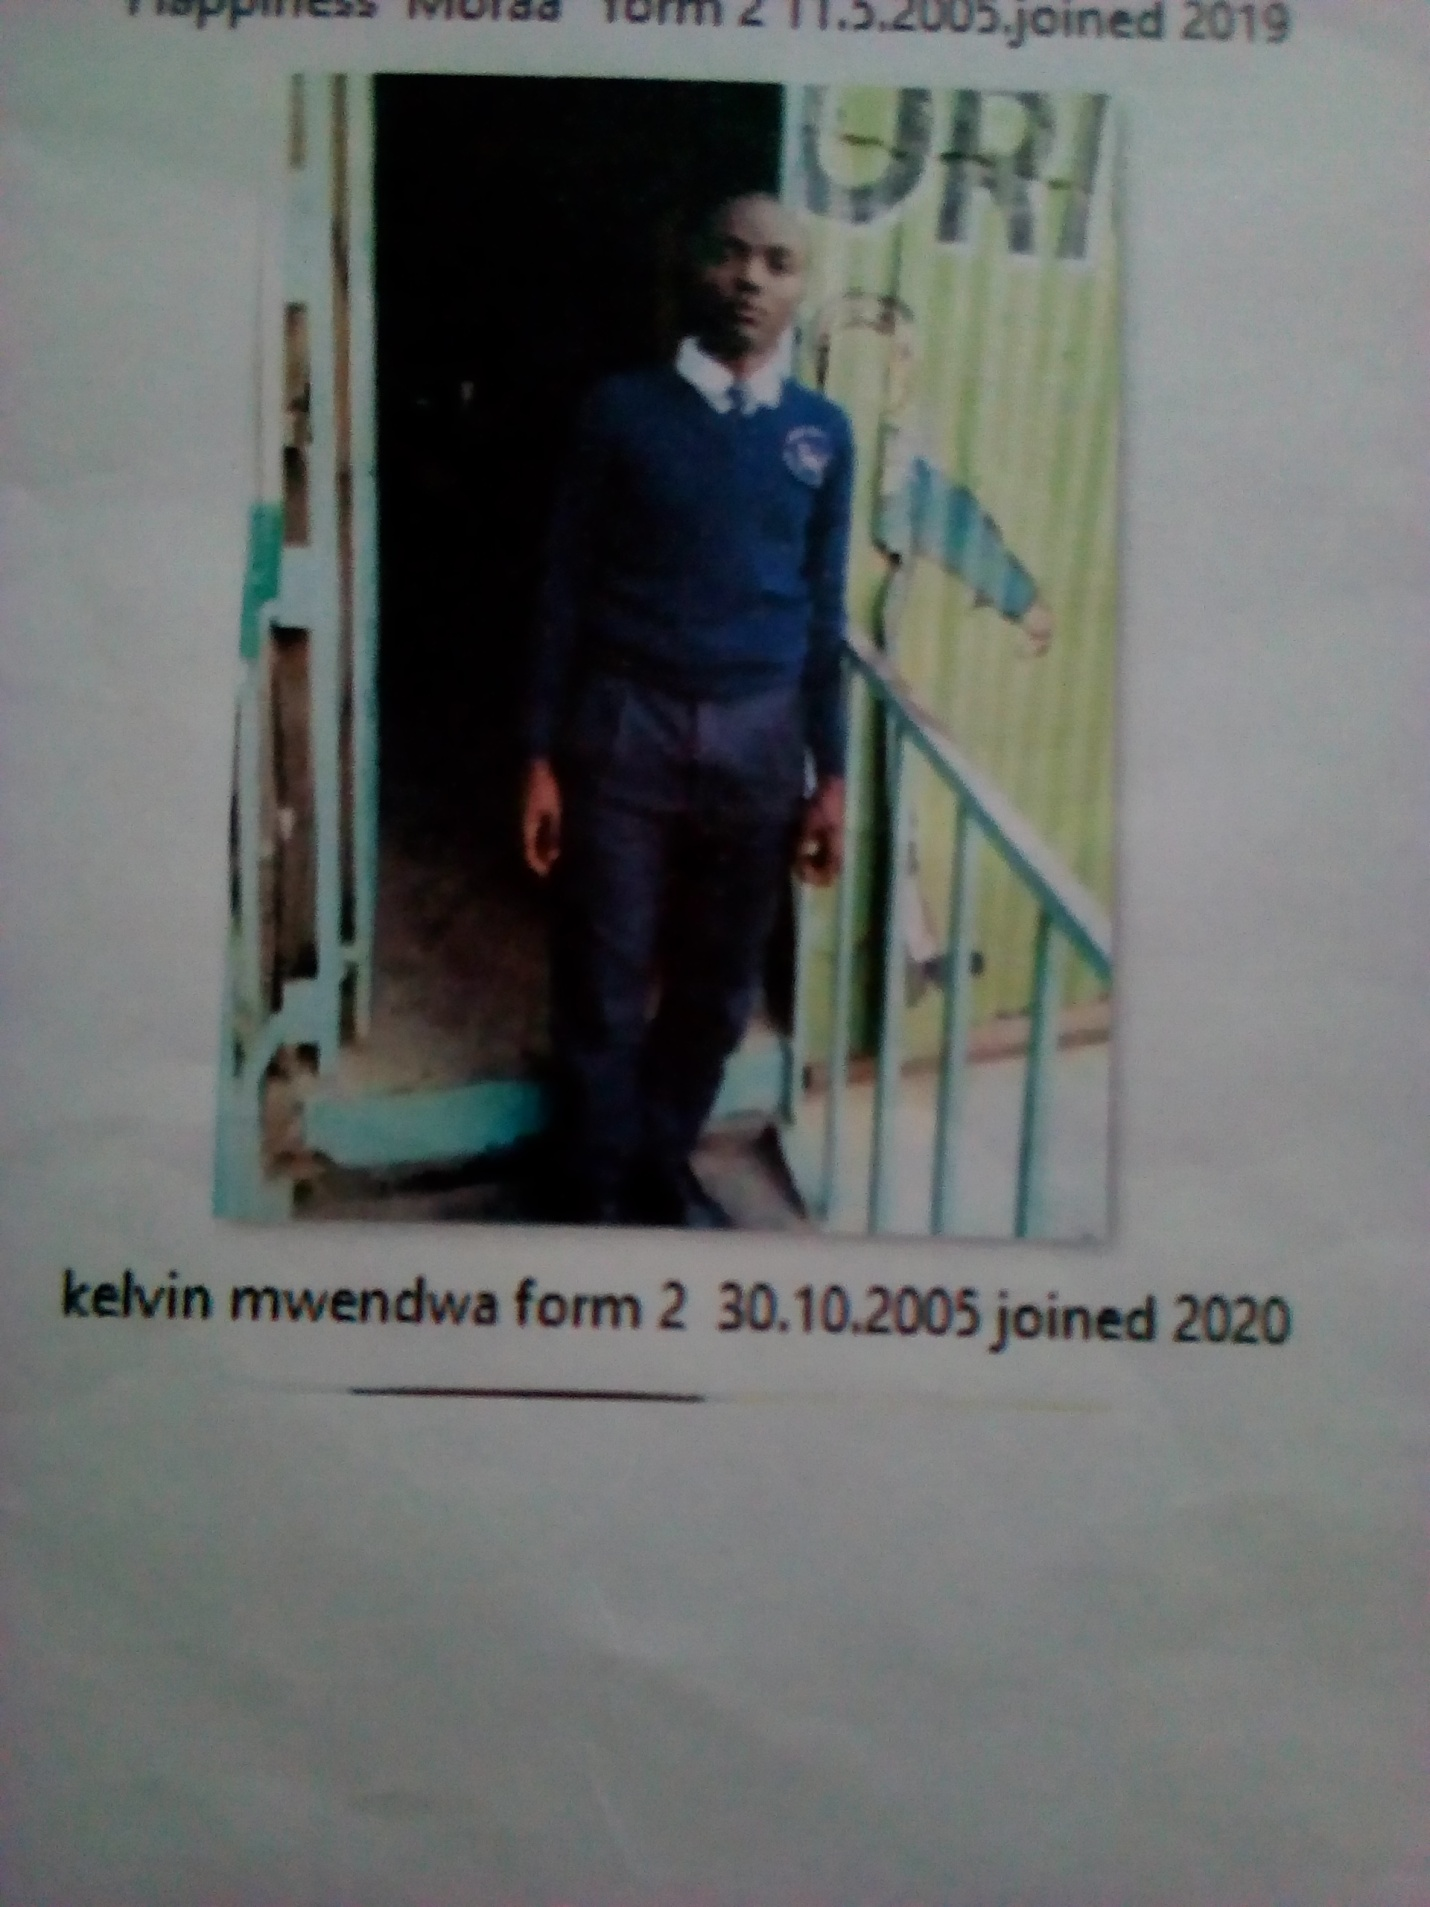 Happiness Moraa form 2 11.5.2005.joined 2019
URI
kelvin mwendwa form 2 30.10.2005 joined 2020